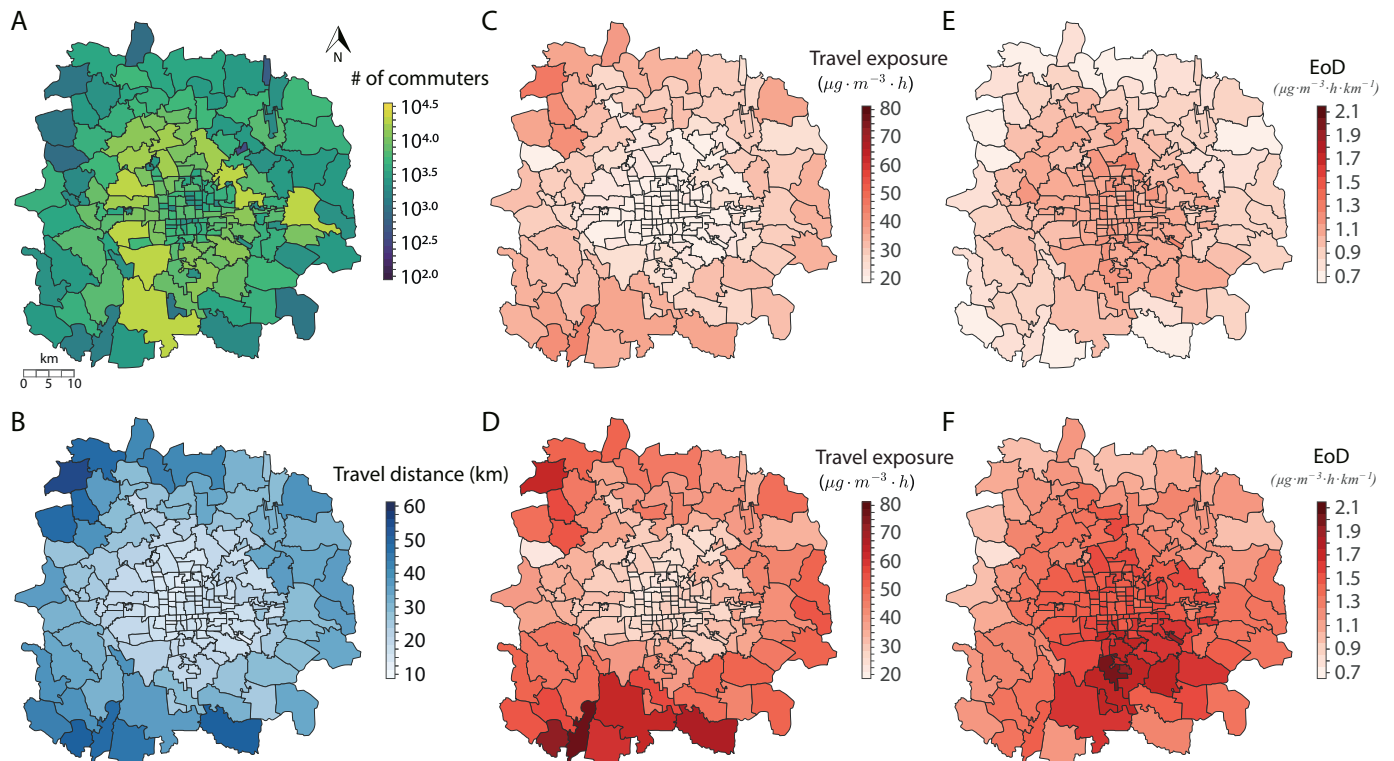 A
N
# of commuters
10^4.5
10^4.0
10^3.5
10^3.0
10^2.5
10^2.0
km
0 5 10
C
Travel exposure
(μg·m⁻³·h)
80
70
60
50
40
30
20
E
EoD
(μg·m⁻³·h·km⁻¹)
2.1
1.9
1.7
1.5
1.3
1.1
0.9
0.7
B
Travel distance (km)
60
50
40
30
20
10
D
Travel exposure
(μg·m⁻³·h)
80
70
60
50
40
30
20
F
EoD
(μg·m⁻³·h·km⁻¹)
2.1
1.9
1.7
1.5
1.3
1.1
0.9
0.7